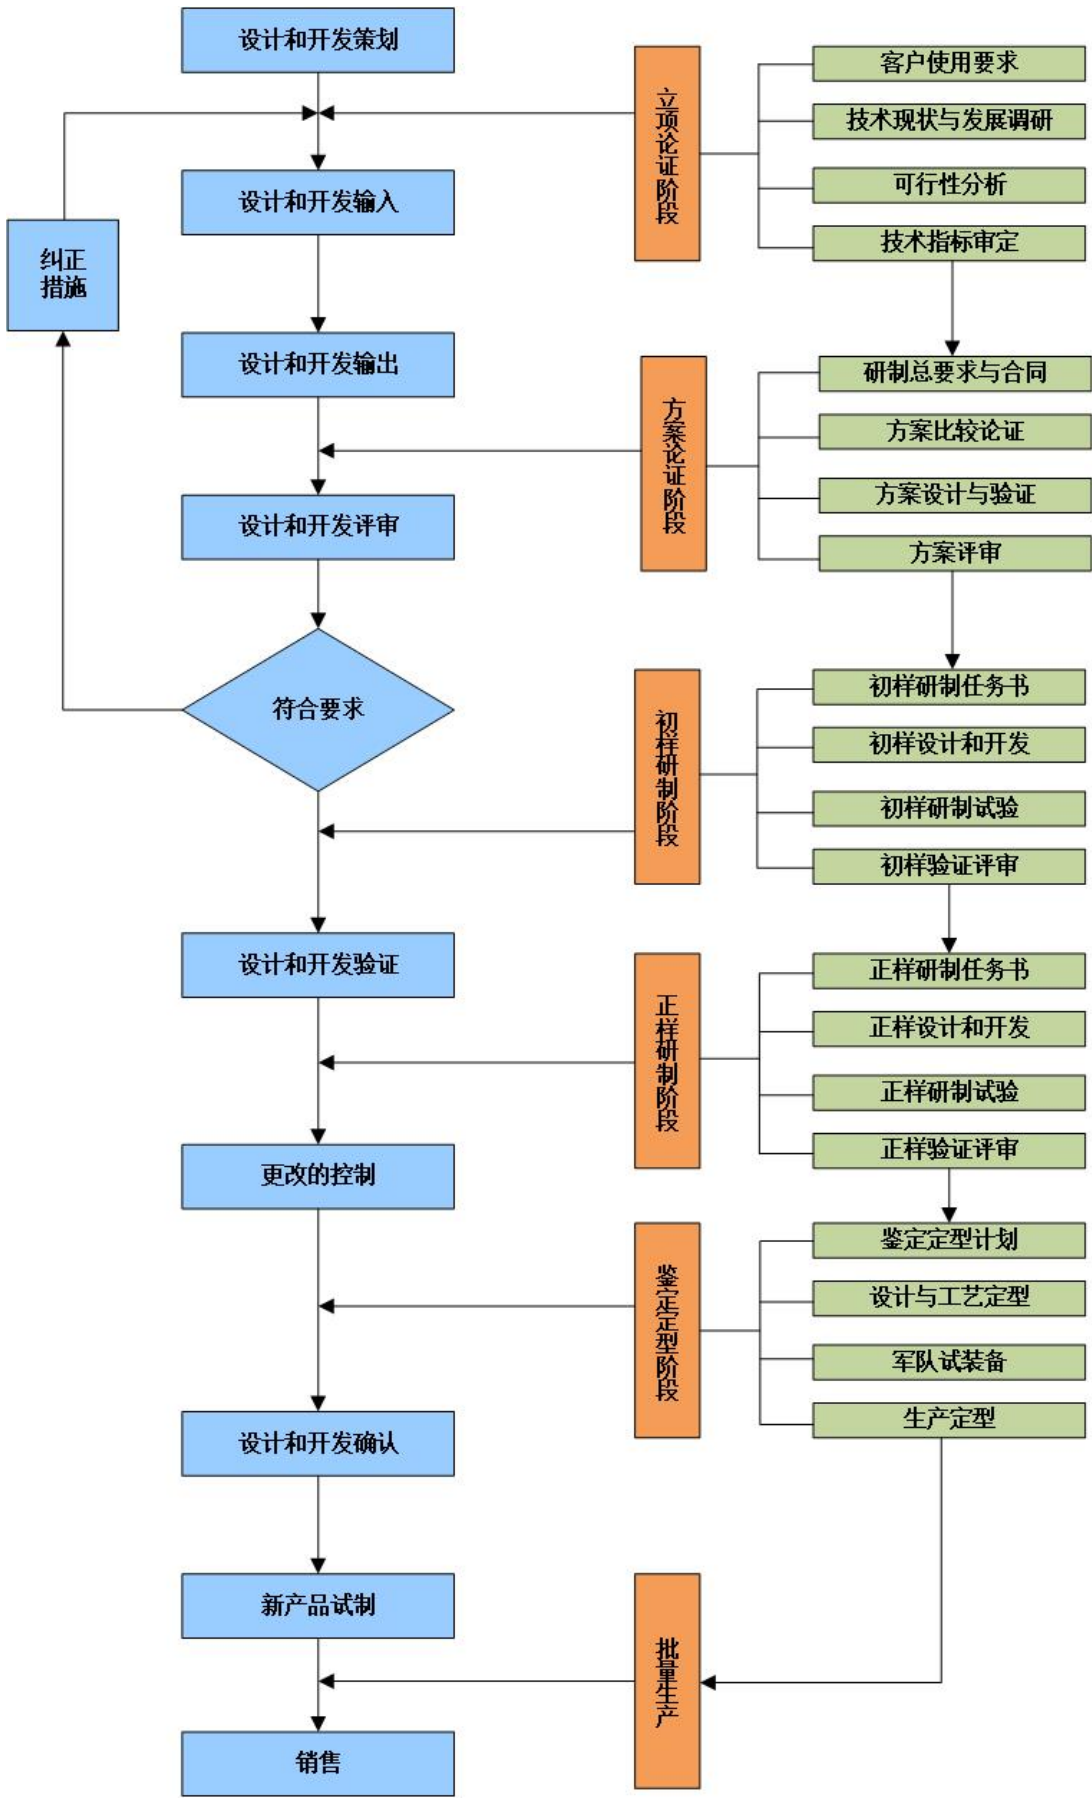 设计和开发策划
设计和开发输入
纠正
措施
设计和开发输出
设计和开发评审
符合要求
设计和开发验证
更改的控制
设计和开发确认
新产品试制
销售
立项论证阶段
方案论证阶段
初样研制阶段
正样研制阶段
鉴定定型阶段
批量生产
客户使用要求
技术现状与发展调研
可行性分析
技术指标审定
研制总要求与合同
方案比较论证
方案设计与验证
方案评审
初样研制任务书
初样设计和开发
初样研制试验
初样验证评审
正样研制任务书
正样设计和开发
正样研制试验
正样验证评审
鉴定定型计划
设计与工艺定型
军队试装备
生产定型